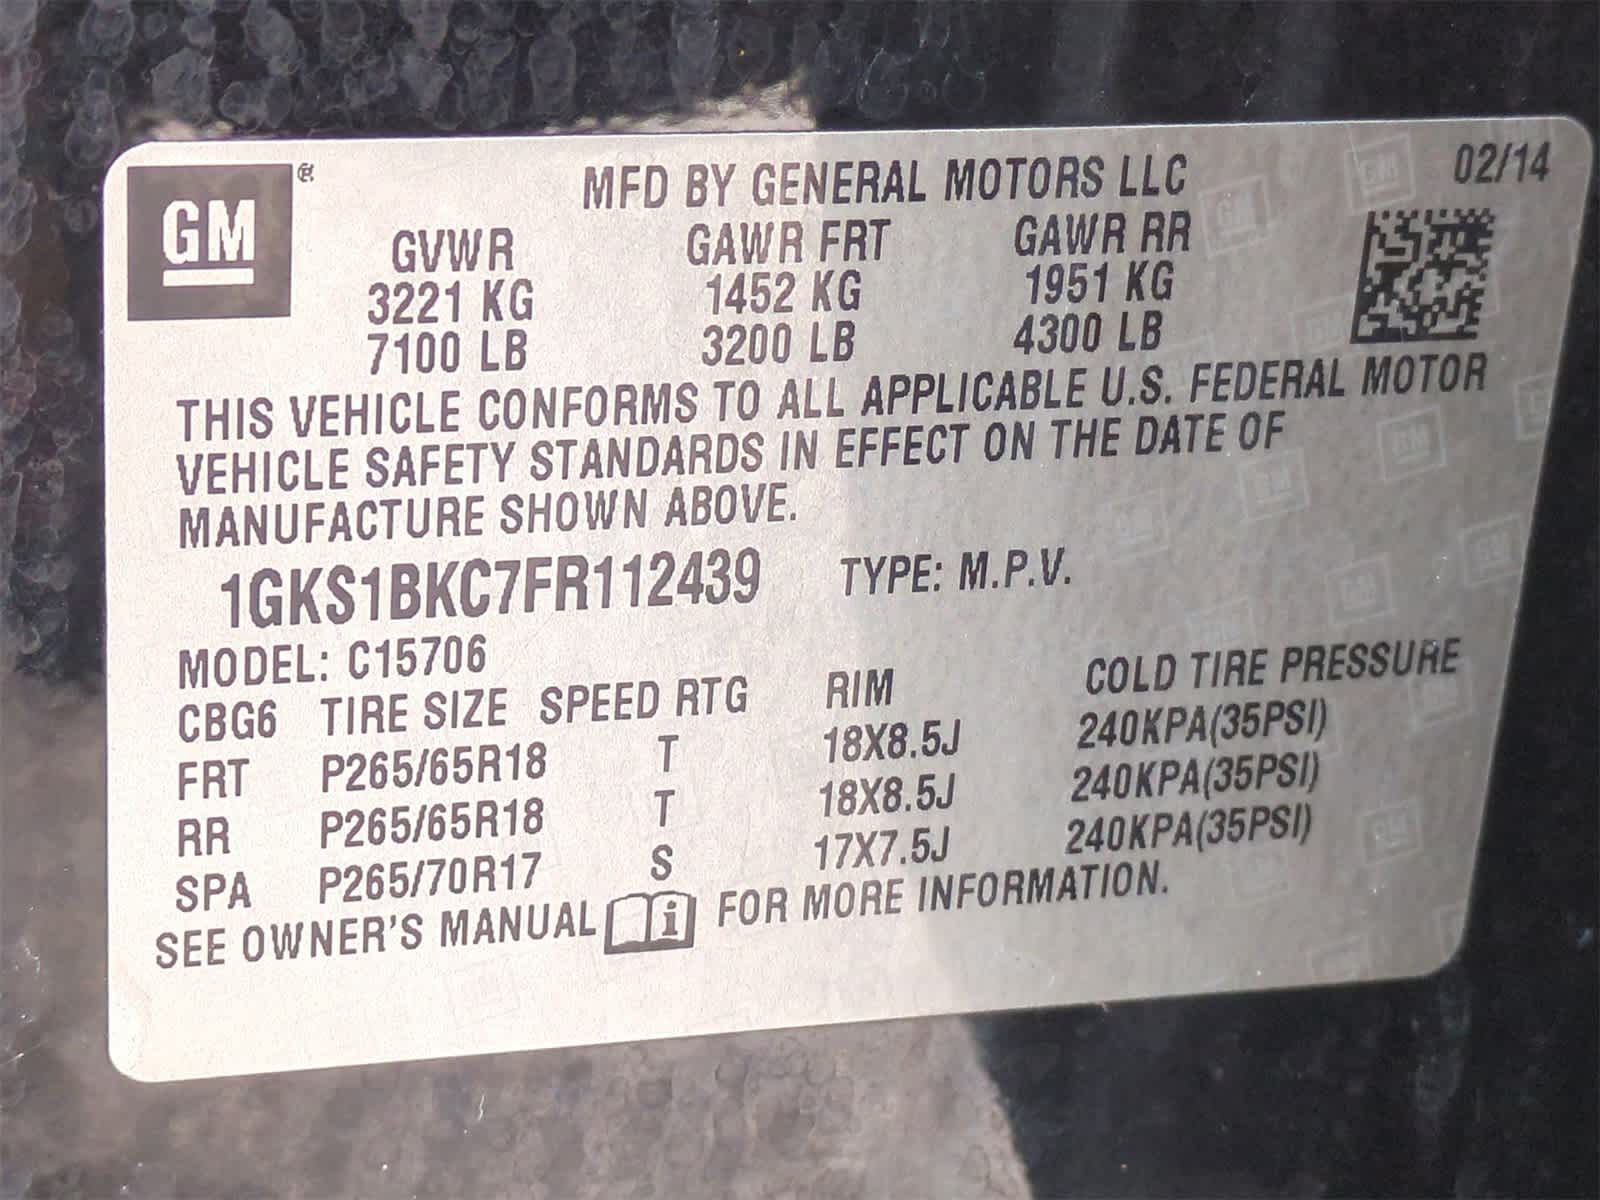 GM ® MFD BY GENERAL MOTORS LLC 02/14
GVWR GAWR FRT GAWR RR
3221 KG 1452 KG 1951 KG
7100 LB 3200 LB 4300 LB
THIS VEHICLE CONFORMS TO ALL APPLICABLE U.S. FEDERAL MOTOR
VEHICLE SAFETY STANDARDS IN EFFECT ON THE DATE OF
MANUFACTURE SHOWN ABOVE.
1GKS1BKC7FR112439 TYPE: M.P.V.
MODEL: C15706
CBG6 TIRE SIZE SPEED RTG RIM COLD TIRE PRESSURE
FRT P265/65R18 T 18X8.5J 240KPA(35PSI)
RR P265/65R18 T 18X8.5J 240KPA(35PSI)
SPA P265/70R17 S 17X7.5J 240KPA(35PSI)
SEE OWNER'S MANUAL i FOR MORE INFORMATION.